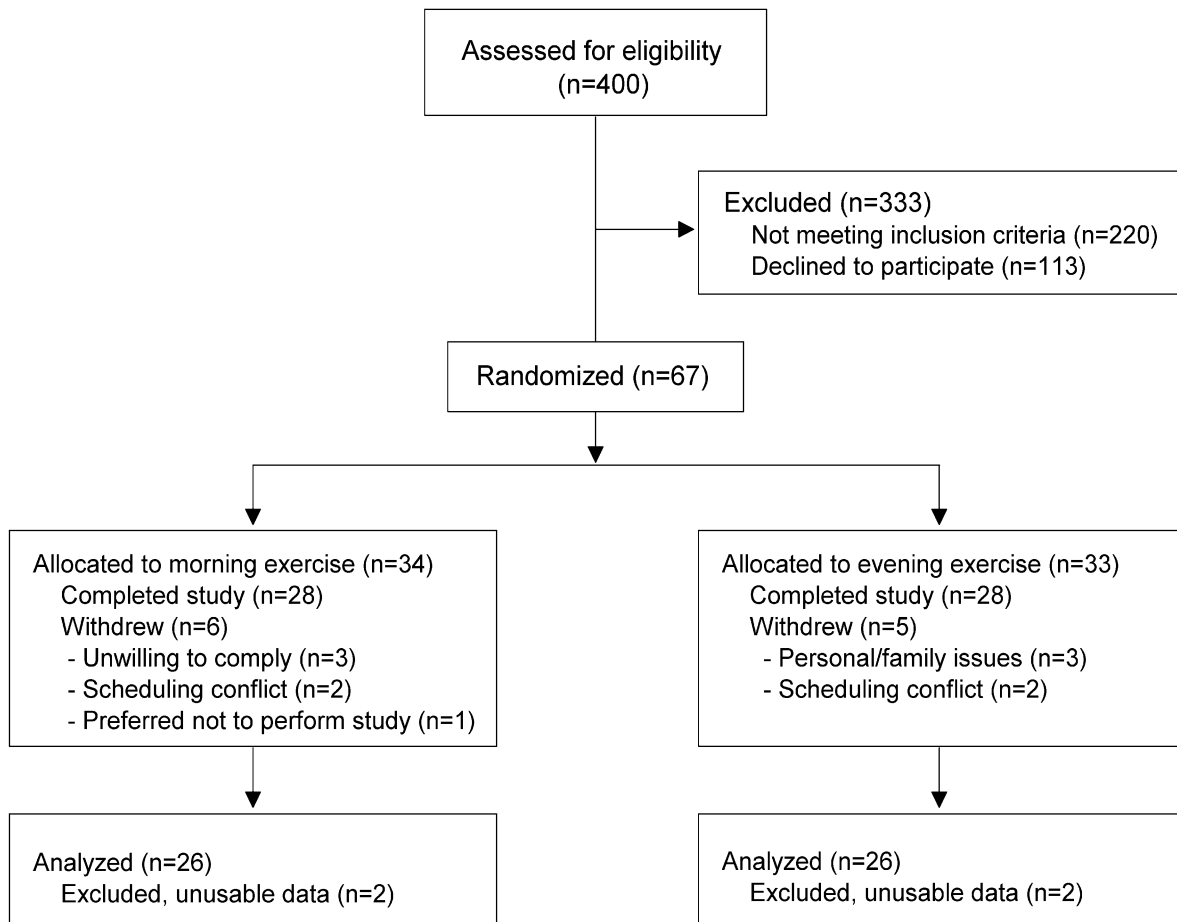 Assessed for eligibility
(n=400)
Excluded (n=333)
Not meeting inclusion criteria (n=220)
Declined to participate (n=113)
Randomized (n=67)
Allocated to morning exercise (n=34)
Completed study (n=28)
Withdrew (n=6)
- Unwilling to comply (n=3)
- Scheduling conflict (n=2)
- Preferred not to perform study (n=1)
Allocated to evening exercise (n=33)
Completed study (n=28)
Withdrew (n=5)
- Personal/family issues (n=3)
- Scheduling conflict (n=2)
Analyzed (n=26)
Excluded, unusable data (n=2)
Analyzed (n=26)
Excluded, unusable data (n=2)